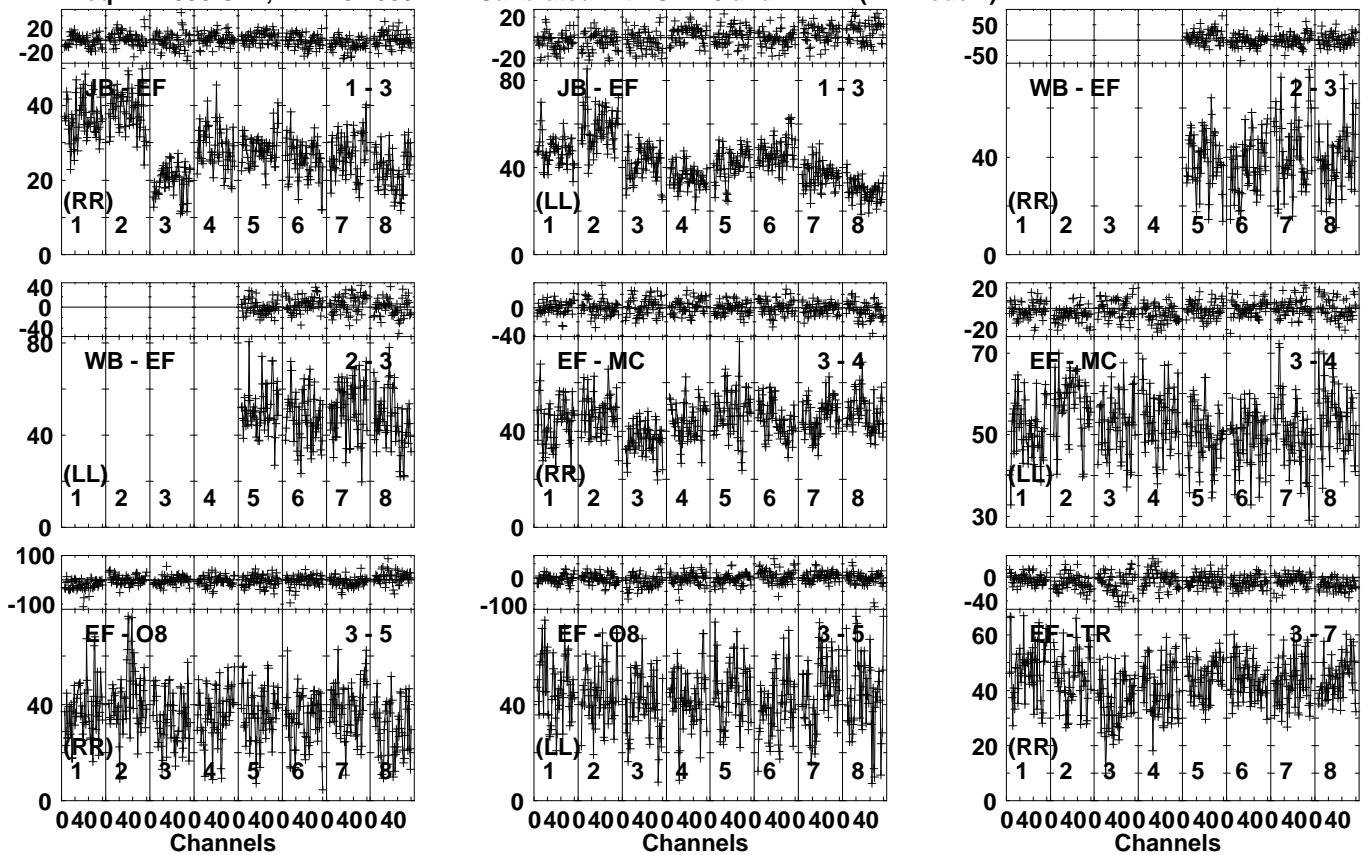 20 20 50
-20 -20 -50
JB - EF 1 - 3 80 JB - EF 1 - 3 WB - EF 2 - 3
40
20 40 40
(RR) (LL) (RR)
1 2 3 4 5 6 7 8 1 2 3 4 5 6 7 8 1 2 3 4 5 6 7 8
0 0 0
40 20
0 0
-40 -40 -20
80 WB - EF 2 - 3 EF - MC 3 - 4 70 EF - MC 3 - 4
40 40 50
(LL) (RR) (LL)
1 2 3 4 5 6 7 8 1 2 3 4 5 6 7 8 1 2 3 4 5 6 7 8
0 0 30
100 100
0 0
-100 -100 -40
EF - O8 3 - 5 EF - O8 3 - 5 60 EF - TR 3 - 7
40 40 40
20
(RR) (LL) (RR)
1 2 3 4 5 6 7 8 1 2 3 4 5 6 7 8 1 2 3 4 5 6 7 8
0 0 0
0 40 0 40 0 40 0 40 0 40 0 40 0 40 0 40 0 40 0 40 0 40 0 40 0 40 0 40 0 40 0 40 0 40 0 40 0 40 0 40 0 40 0 40 0 40 0 40
Channels Channels Channels